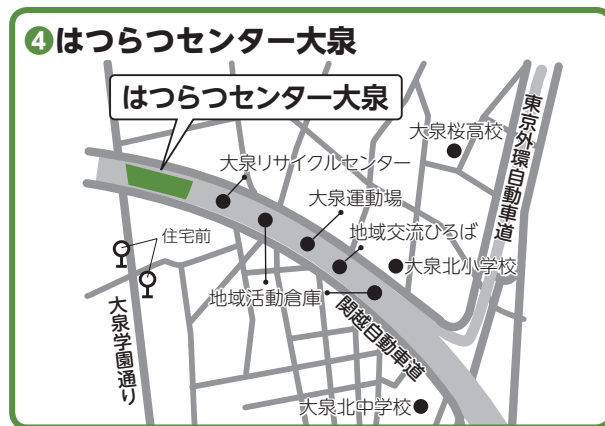 ④はつらつセンター大泉
はつらつセンター大泉
大泉桜高校
東京外環自動車道
大泉リサイクルセンター
大泉運動場
地域交流ひろば
住宅前
大泉北小学校
地域活動倉庫
関越自動車道
大泉学園通り
大泉北中学校